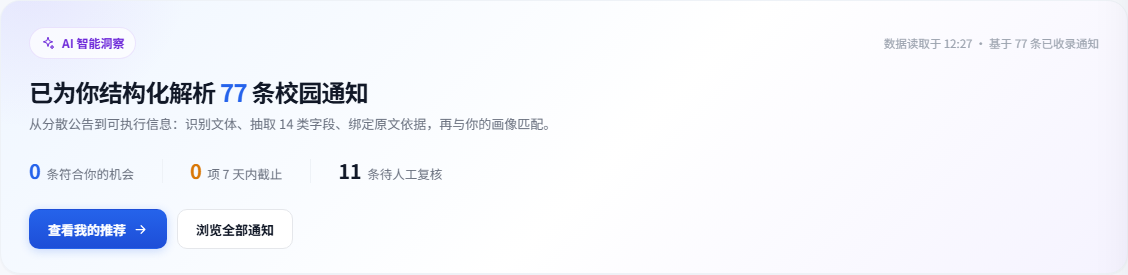 AI 智能洞察
数据读取于 12:27 · 基于 77 条已收录通知
已为你结构化解析 77 条校园通知
从分散公告到可执行信息：识别文体、抽取 14 类字段、绑定原文依据，再与你的画像匹配。
0 条符合你的机会
0 项 7 天内截止
11 条待人工复核
查看我的推荐 →
浏览全部通知